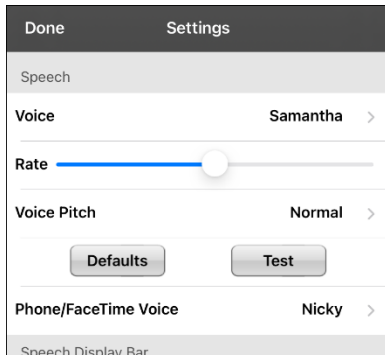 Done Settings
Speech
Voice Samantha
Rate
Voice Pitch Normal
Defaults Test
Phone/FaceTime Voice Nicky
Speech Display Bar